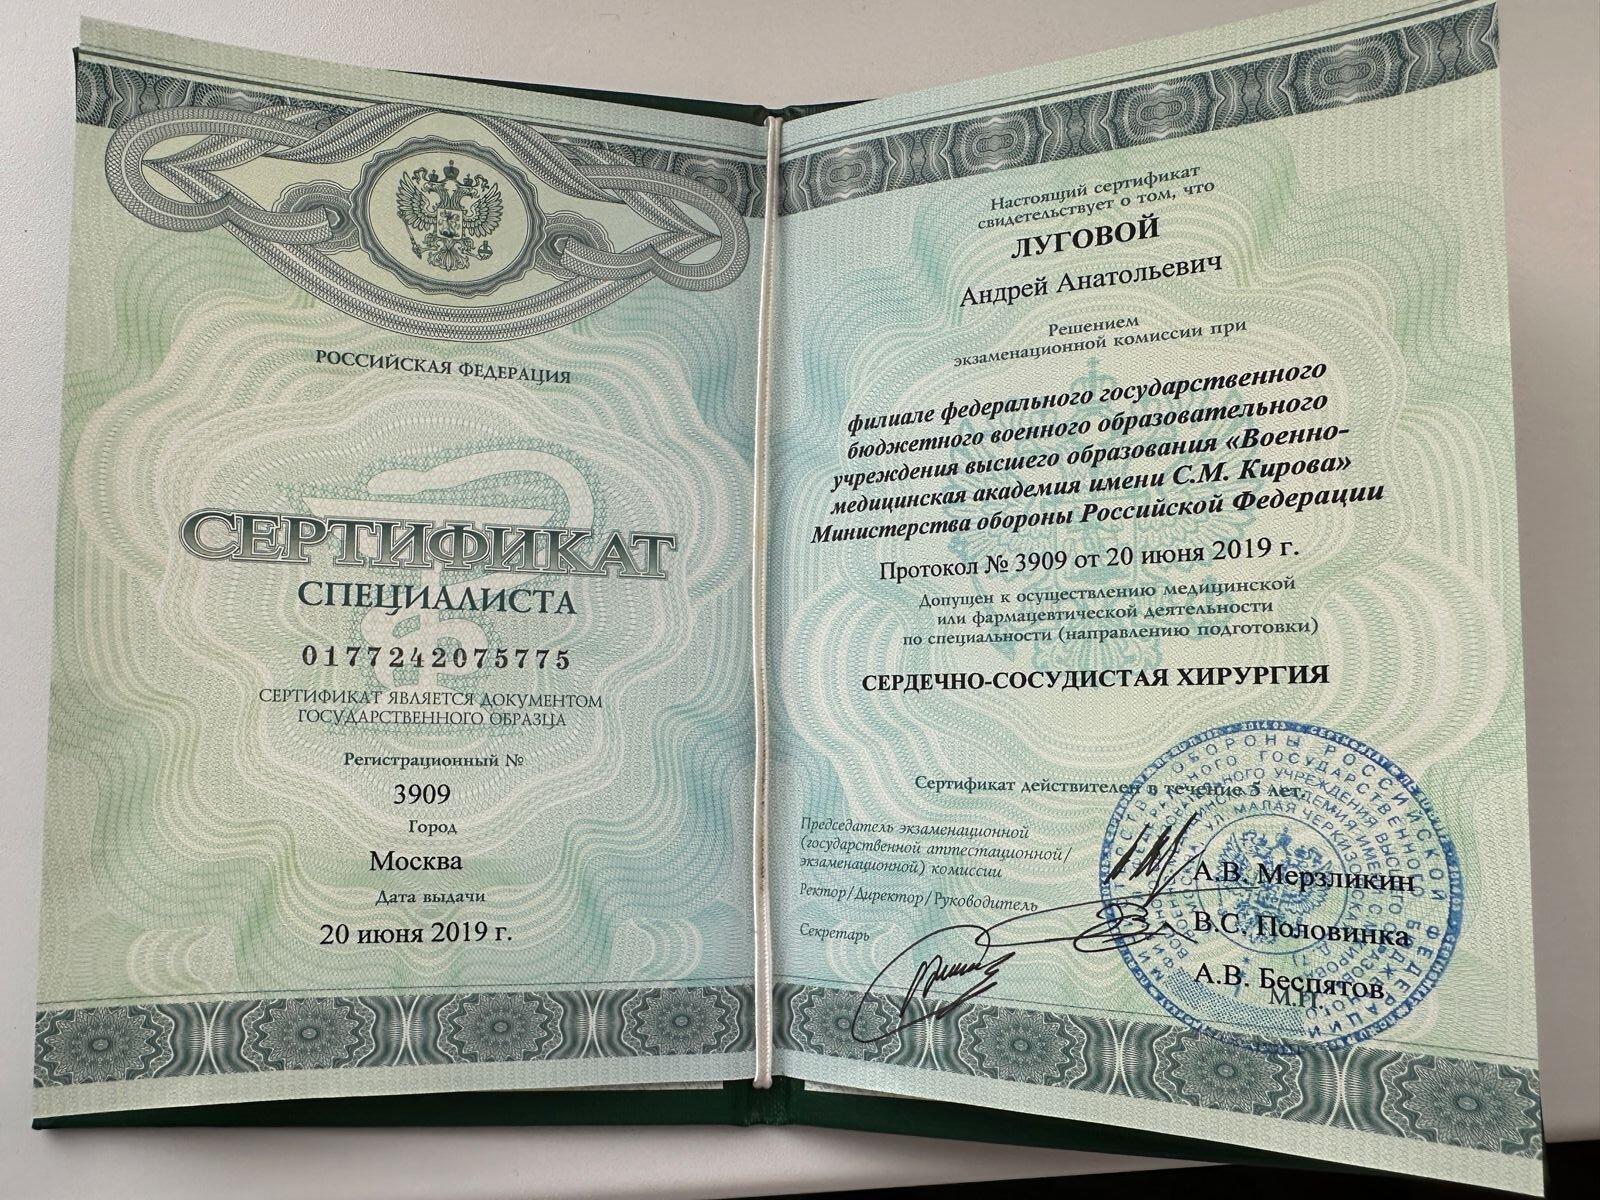 РОССИЙСКАЯ ФЕДЕРАЦИЯ
СЕРТИФИКАТ
СПЕЦИАЛИСТА
0177242075775
СЕРТИФИКАТ ЯВЛЯЕТСЯ ДОКУМЕНТОМ
ГОСУДАРСТВЕННОГО ОБРАЗЦА
Регистрационный №
3909
Город
Москва
Дата выдачи
20 июня 2019 г.
Настоящий сертификат
свидетельствует о том, что
ЛУГОВОЙ
Андрей Анатольевич
Решением
экзаменационной комиссии при
филиале федерального государственного
бюджетного военного образовательного
учреждения высшего образования «Военно-
медицинская академия имени С.М. Кирова»
Министерства обороны Российской Федерации
Протокол № 3909 от 20 июня 2019 г.
Допущен к осуществлению медицинской
или фармацевтической деятельности
по специальности (направлению подготовки)
СЕРДЕЧНО-СОСУДИСТАЯ ХИРУРГИЯ
Сертификат действителен в течение 5 лет.
Председатель экзаменационной
(государственной аттестационной/
экзаменационной) комиссии
А.В. Мерзликин
Ректор/Директор/Руководитель
В.С. Половинка
Секретарь
А.В. Беспятов
М.П.